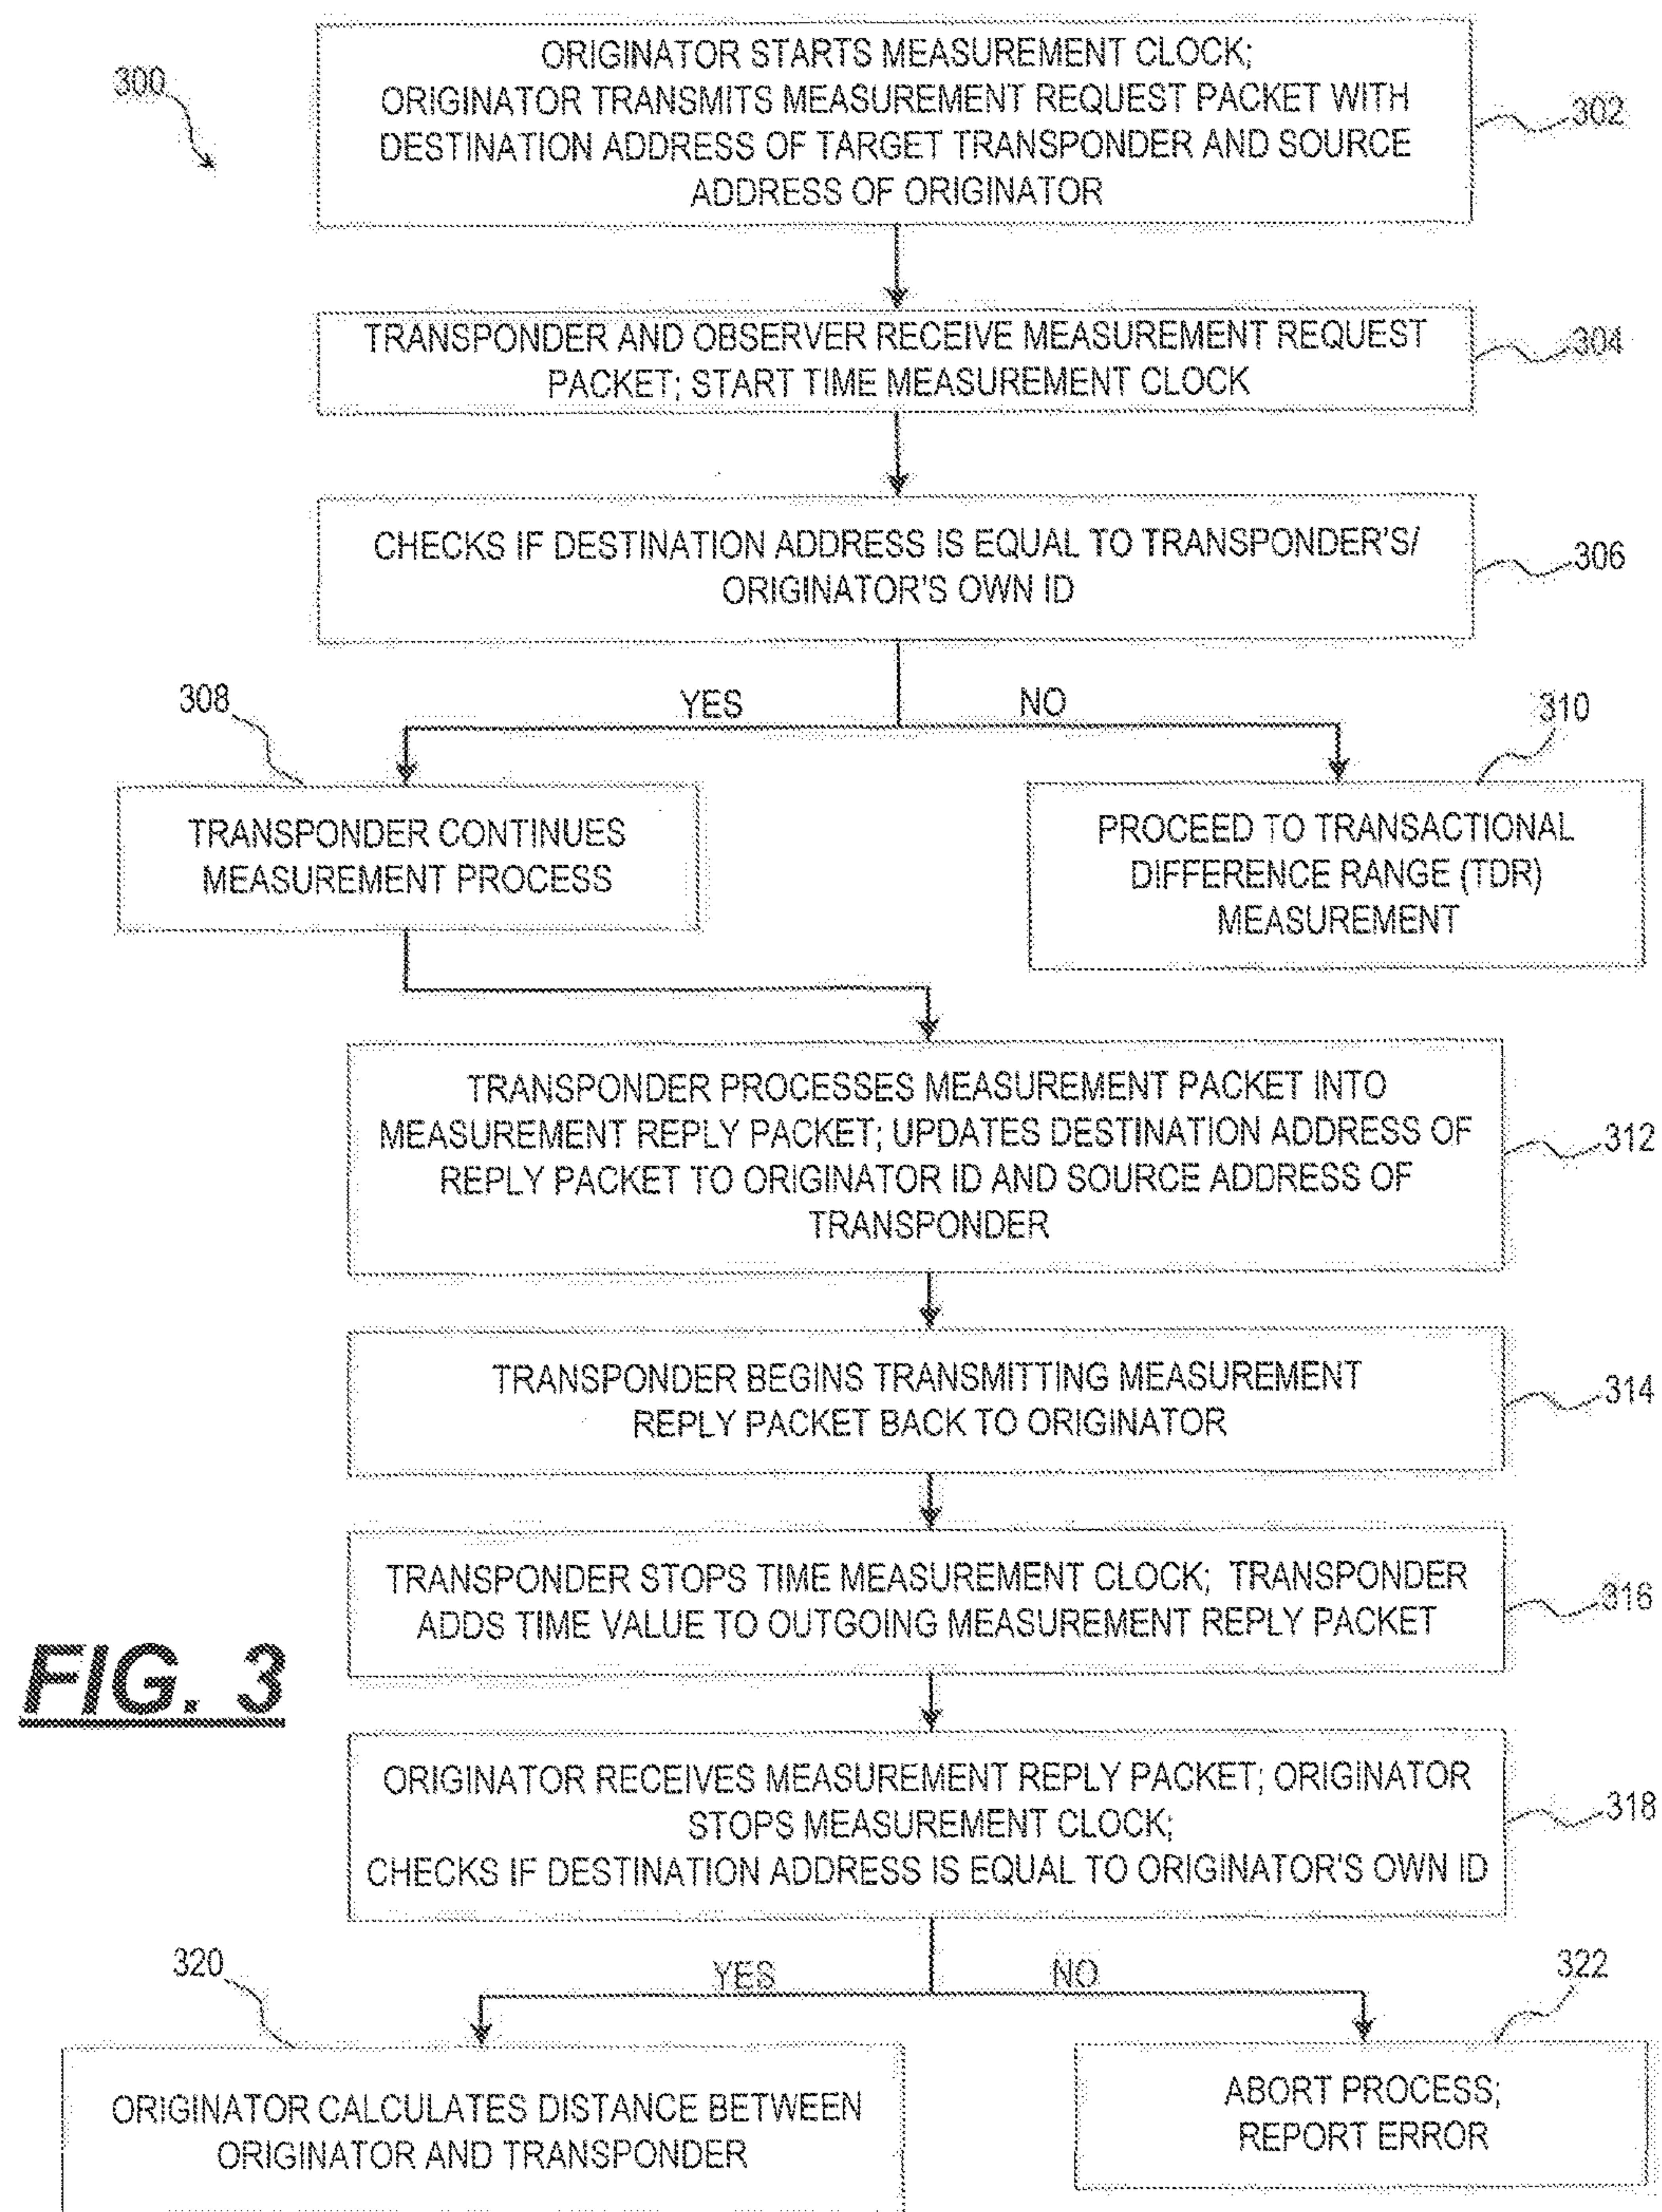 300
ORIGINATOR STARTS MEASUREMENT CLOCK;
ORIGINATOR TRANSMITS MEASUREMENT REQUEST PACKET WITH
DESTINATION ADDRESS OF TARGET TRANSPONDER AND SOURCE
ADDRESS OF ORIGINATOR
302
TRANSPONDER AND OBSERVER RECEIVE MEASUREMENT REQUEST
PACKET; START TIME MEASUREMENT CLOCK
304
CHECKS IF DESTINATION ADDRESS IS EQUAL TO TRANSPONDER'S/
ORIGINATOR'S OWN ID
306
YES
NO
308
TRANSPONDER CONTINUES
MEASUREMENT PROCESS
310
PROCEED TO TRANSACTIONAL
DIFFERENCE RANGE (TDR)
MEASUREMENT
TRANSPONDER PROCESSES MEASUREMENT PACKET INTO
MEASUREMENT REPLY PACKET; UPDATES DESTINATION ADDRESS OF
REPLY PACKET TO ORIGINATOR ID AND SOURCE ADDRESS OF
TRANSPONDER
312
TRANSPONDER BEGINS TRANSMITTING MEASUREMENT
REPLY PACKET BACK TO ORIGINATOR
314
TRANSPONDER STOPS TIME MEASUREMENT CLOCK; TRANSPONDER
ADDS TIME VALUE TO OUTGOING MEASUREMENT REPLY PACKET
316
FIG. 3
ORIGINATOR RECEIVES MEASUREMENT REPLY PACKET; ORIGINATOR
STOPS MEASUREMENT CLOCK;
CHECKS IF DESTINATION ADDRESS IS EQUAL TO ORIGINATOR'S OWN ID
318
YES
NO
320
ORIGINATOR CALCULATES DISTANCE BETWEEN
ORIGINATOR AND TRANSPONDER
322
ABORT PROCESS;
REPORT ERROR